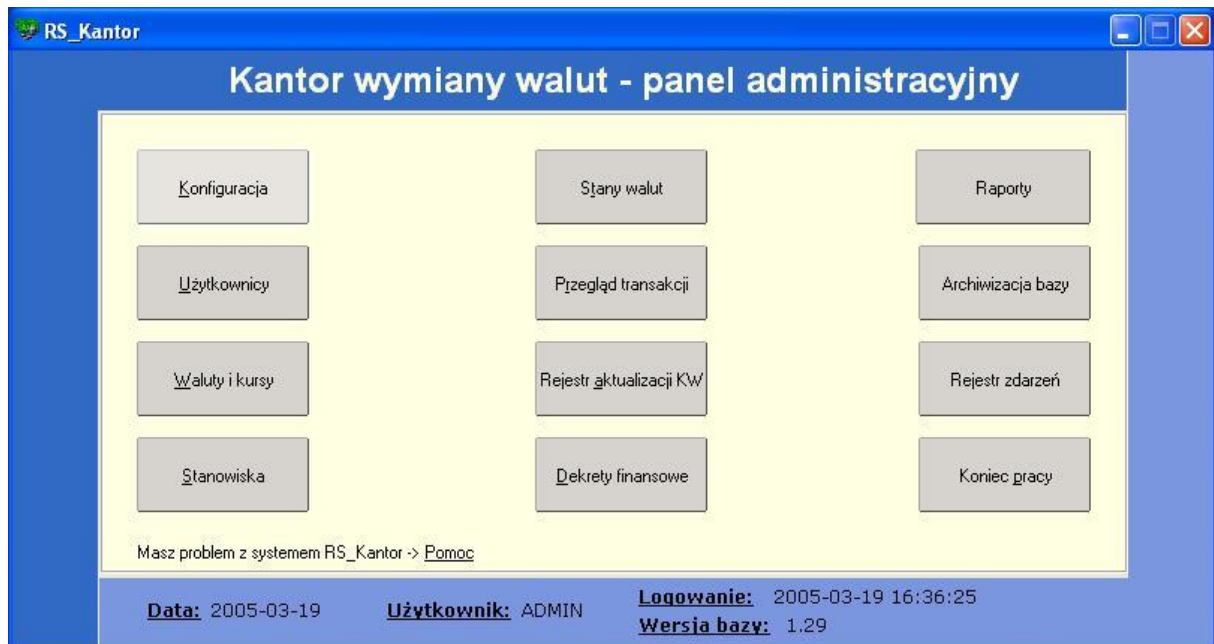 RS_Kantor
Kantor wymiany walut - panel administracyjny
Konfiguracja Stany walut Raporty
Użytkownicy Przegląd transakcji Archiwizacja bazy
Waluty i kursy Rejestr aktualizacji KW Rejestr zdarzeń
Stanowiska Dekrety finansowe Koniec pracy
Masz problem z systemem RS_Kantor -> Pomoc
Data: 2005-03-19 Użytkownik: ADMIN Logowanie: 2005-03-19 16:36:25
Wersja bazy: 1.29